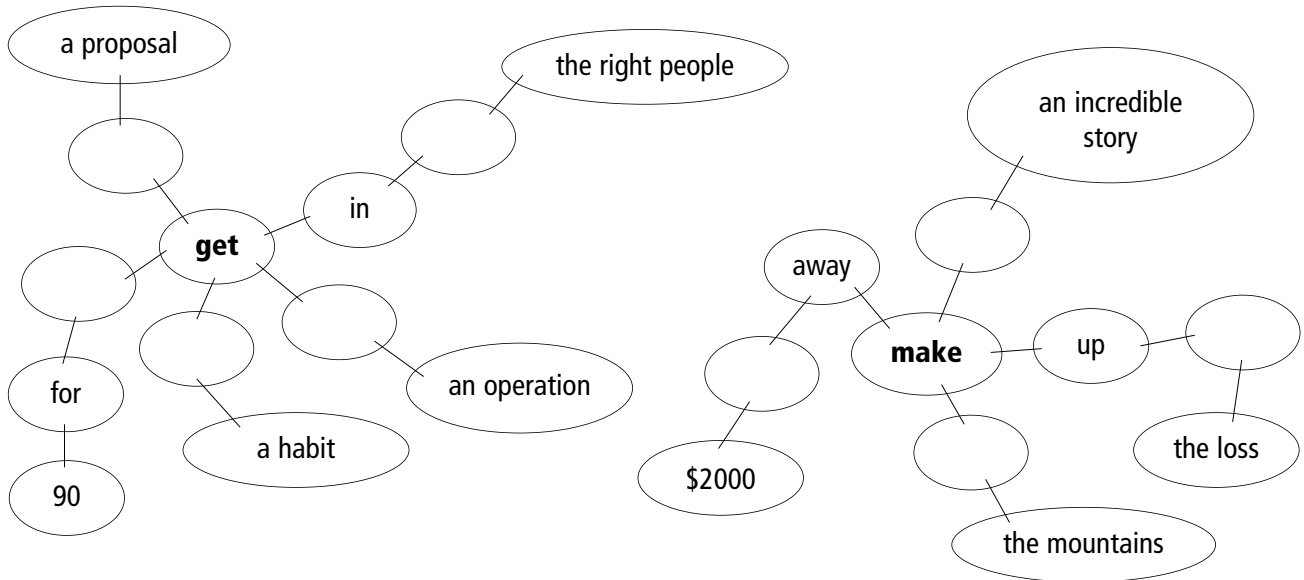 a proposal
the right people
in
get
for
a habit
an operation
90
an incredible
story
away
make
up
the loss
$2000
the mountains